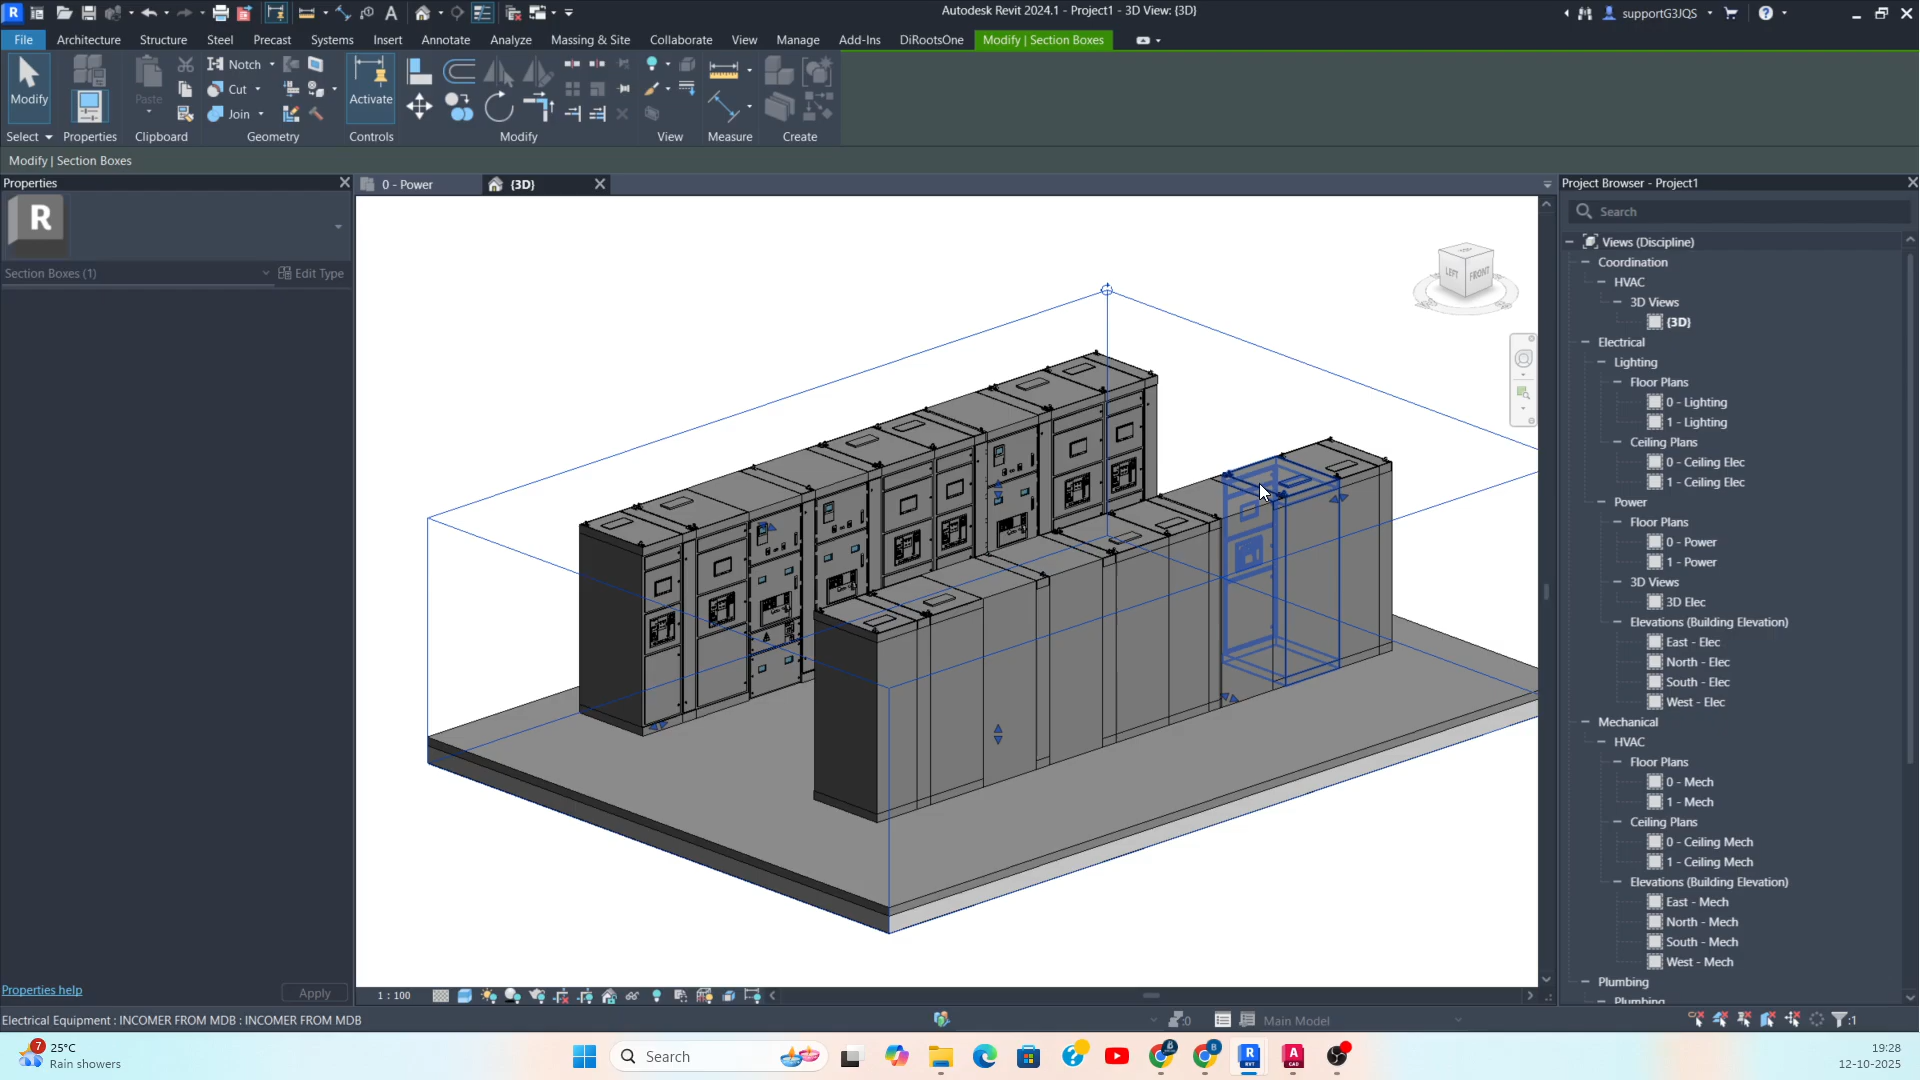 Autodesk Revit 2024.1 - Project1 - 3D View: {3D}
supportG3JQS
File Architecture Structure Steel Precast Systems Insert Annotate Analyze Massing & Site Collaborate View Manage Add-Ins DiRootsOne Modify | Section Boxes
Modify
Paste
Notch
Cut
Join
Activate
Select Properties Clipboard Geometry Controls Modify View Measure Create
Modify | Section Boxes
Properties
R
Section Boxes (1)
Edit Type
Properties help
Apply
0 - Power
{3D}
LEFT
FRONT
Project Browser - Project1
Search
Views (Discipline)
Coordination
HVAC
3D Views
{3D}
Electrical
Lighting
Floor Plans
0 - Lighting
1 - Lighting
Ceiling Plans
0 - Ceiling Elec
1 - Ceiling Elec
Power
Floor Plans
0 - Power
1 - Power
3D Views
3D Elec
Elevations (Building Elevation)
East - Elec
North - Elec
South - Elec
West - Elec
Mechanical
HVAC
Floor Plans
0 - Mech
1 - Mech
Ceiling Plans
0 - Ceiling Mech
1 - Ceiling Mech
Elevations (Building Elevation)
East - Mech
North - Mech
South - Mech
West - Mech
Plumbing
Plumbing
1 : 100
Electrical Equipment : INCOMER FROM MDB : INCOMER FROM MDB
:0
Main Model
:1
7
25°C
Rain showers
Search
19:28
12-10-2025